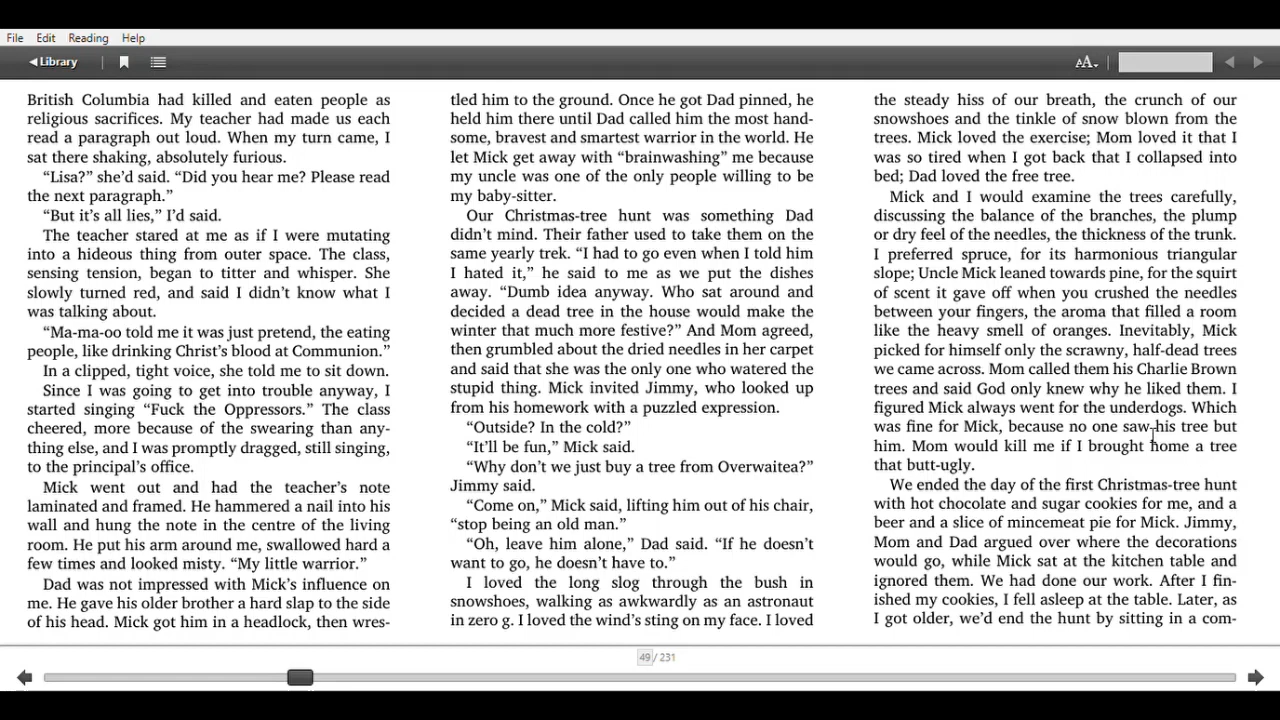 File Edit Reading Help
◀Library
AA
British Columbia had killed and eaten people as
religious sacrifices. My teacher had made us each
read a paragraph out loud. When my turn came, I
sat there shaking, absolutely furious.
“Lisa?” she’d said. “Did you hear me? Please read
the next paragraph.”
“But it’s all lies,” I’d said.
The teacher stared at me as if I were mutating
into a hideous thing from outer space. The class,
sensing tension, began to titter and whisper. She
slowly turned red, and said I didn’t know what I
was talking about.
“Ma-ma-oo told me it was just pretend, the eating
people, like drinking Christ’s blood at Communion.”
In a clipped, tight voice, she told me to sit down.
Since I was going to get into trouble anyway, I
started singing “Fuck the Oppressors.” The class
cheered, more because of the swearing than any-
thing else, and I was promptly dragged, still singing,
to the principal’s office.
Mick went out and had the teacher’s note
laminated and framed. He hammered a nail into his
wall and hung the note in the centre of the living
room. He put his arm around me, swallowed hard a
few times and looked misty. “My little warrior.”
Dad was not impressed with Mick’s influence on
me. He gave his older brother a hard slap to the side
of his head. Mick got him in a headlock, then wres-
tled him to the ground. Once he got Dad pinned, he
held him there until Dad called him the most hand-
some, bravest and smartest warrior in the world. He
let Mick get away with “brainwashing” me because
my uncle was one of the only people willing to be
my baby-sitter.
Our Christmas-tree hunt was something Dad
didn’t mind. Their father used to take them on the
same yearly trek. “I had to go even when I told him
I hated it,” he said to me as we put the dishes
away. “Dumb idea anyway. Who sat around and
decided a dead tree in the house would make the
winter that much more festive?” And Mom agreed,
then grumbled about the dried needles in her carpet
and said that she was the only one who watered the
stupid thing. Mick invited Jimmy, who looked up
from his homework with a puzzled expression.
“Outside? In the cold?”
“It’ll be fun,” Mick said.
“Why don’t we just buy a tree from Overwaitea?”
Jimmy said.
“Come on,” Mick said, lifting him out of his chair,
“stop being an old man.”
“Oh, leave him alone,” Dad said. “If he doesn’t
want to go, he doesn’t have to.”
I loved the long slog through the bush in
snowshoes, walking as awkwardly as an astronaut
in zero g. I loved the wind’s sting on my face. I loved
the steady hiss of our breath, the crunch of our
snowshoes and the tinkle of snow blown from the
trees. Mick loved the exercise; Mom loved it that I
was so tired when I got back that I collapsed into
bed; Dad loved the free tree.
Mick and I would examine the trees carefully,
discussing the balance of the branches, the plump
or dry feel of the needles, the thickness of the trunk.
I preferred spruce, for its harmonious triangular
slope; Uncle Mick leaned towards pine, for the squirt
of scent it gave off when you crushed the needles
between your fingers, the aroma that filled a room
like the heavy smell of oranges. Inevitably, Mick
picked for himself only the scrawny, half-dead trees
we came across. Mom called them his Charlie Brown
trees and said God only knew why he liked them. I
figured Mick always went for the underdogs. Which
was fine for Mick, because no one saw his tree but
him. Mom would kill me if I brought home a tree
that butt-ugly.
We ended the day of the first Christmas-tree hunt
with hot chocolate and sugar cookies for me, and a
beer and a slice of mincemeat pie for Mick. Jimmy,
Mom and Dad argued over where the decorations
would go, while Mick sat at the kitchen table and
ignored them. We had done our work. After I fin-
ished my cookies, I fell asleep at the table. Later, as
I got older, we’d end the hunt by sitting in a com-
49 / 231